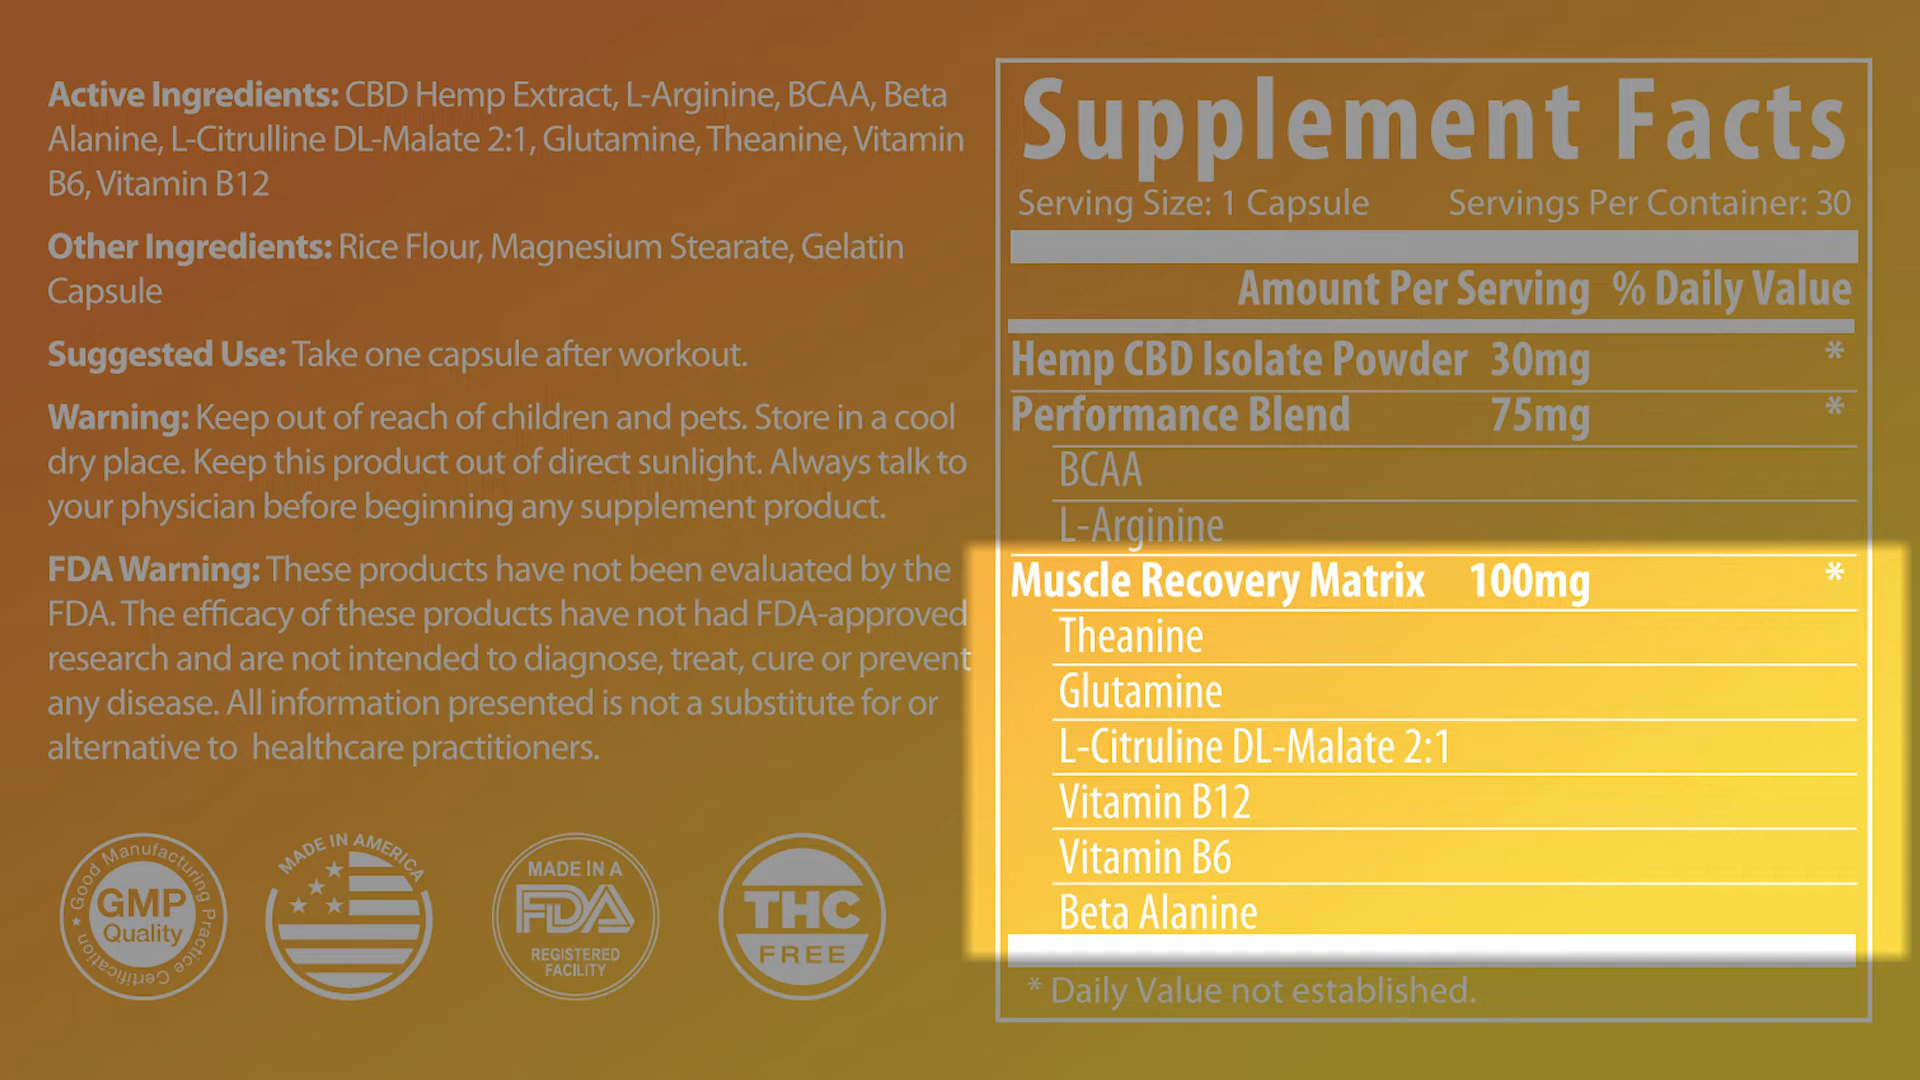 Active Ingredients: CBD Hemp Extract, L-Arginine, BCAA, Beta
Alanine, L-Citrulline DL-Malate 2:1, Glutamine, Theanine, Vitamin
B6, Vitamin B12
Other Ingredients: Rice Flour, Magnesium Stearate, Gelatin
Capsule
Suggested Use: Take one capsule after workout.
Warning: Keep out of reach of children and pets. Store in a cool
dry place. Keep this product out of direct sunlight. Always talk to
your physician before beginning any supplement product.
FDA Warning: These products have not been evaluated by the
FDA. The efficacy of these products have not had FDA-approved
research and are not intended to diagnose, treat, cure or prevent
any disease. All information presented is not a substitute for or
alternative to healthcare practitioners.
Good Manufacturing Practice Certification
GMP
Quality
MADE IN AMERICA
MADE IN A
FDA
REGISTERED
FACILITY
THC
FREE
Supplement Facts
Serving Size: 1 Capsule Servings Per Container: 30
Amount Per Serving % Daily Value
Hemp CBD Isolate Powder 30mg *
Performance Blend 75mg *
BCAA
L-Arginine
Muscle Recovery Matrix 100mg *
Theanine
Glutamine
L-Citruline DL-Malate 2:1
Vitamin B12
Vitamin B6
Beta Alanine
* Daily Value not established.